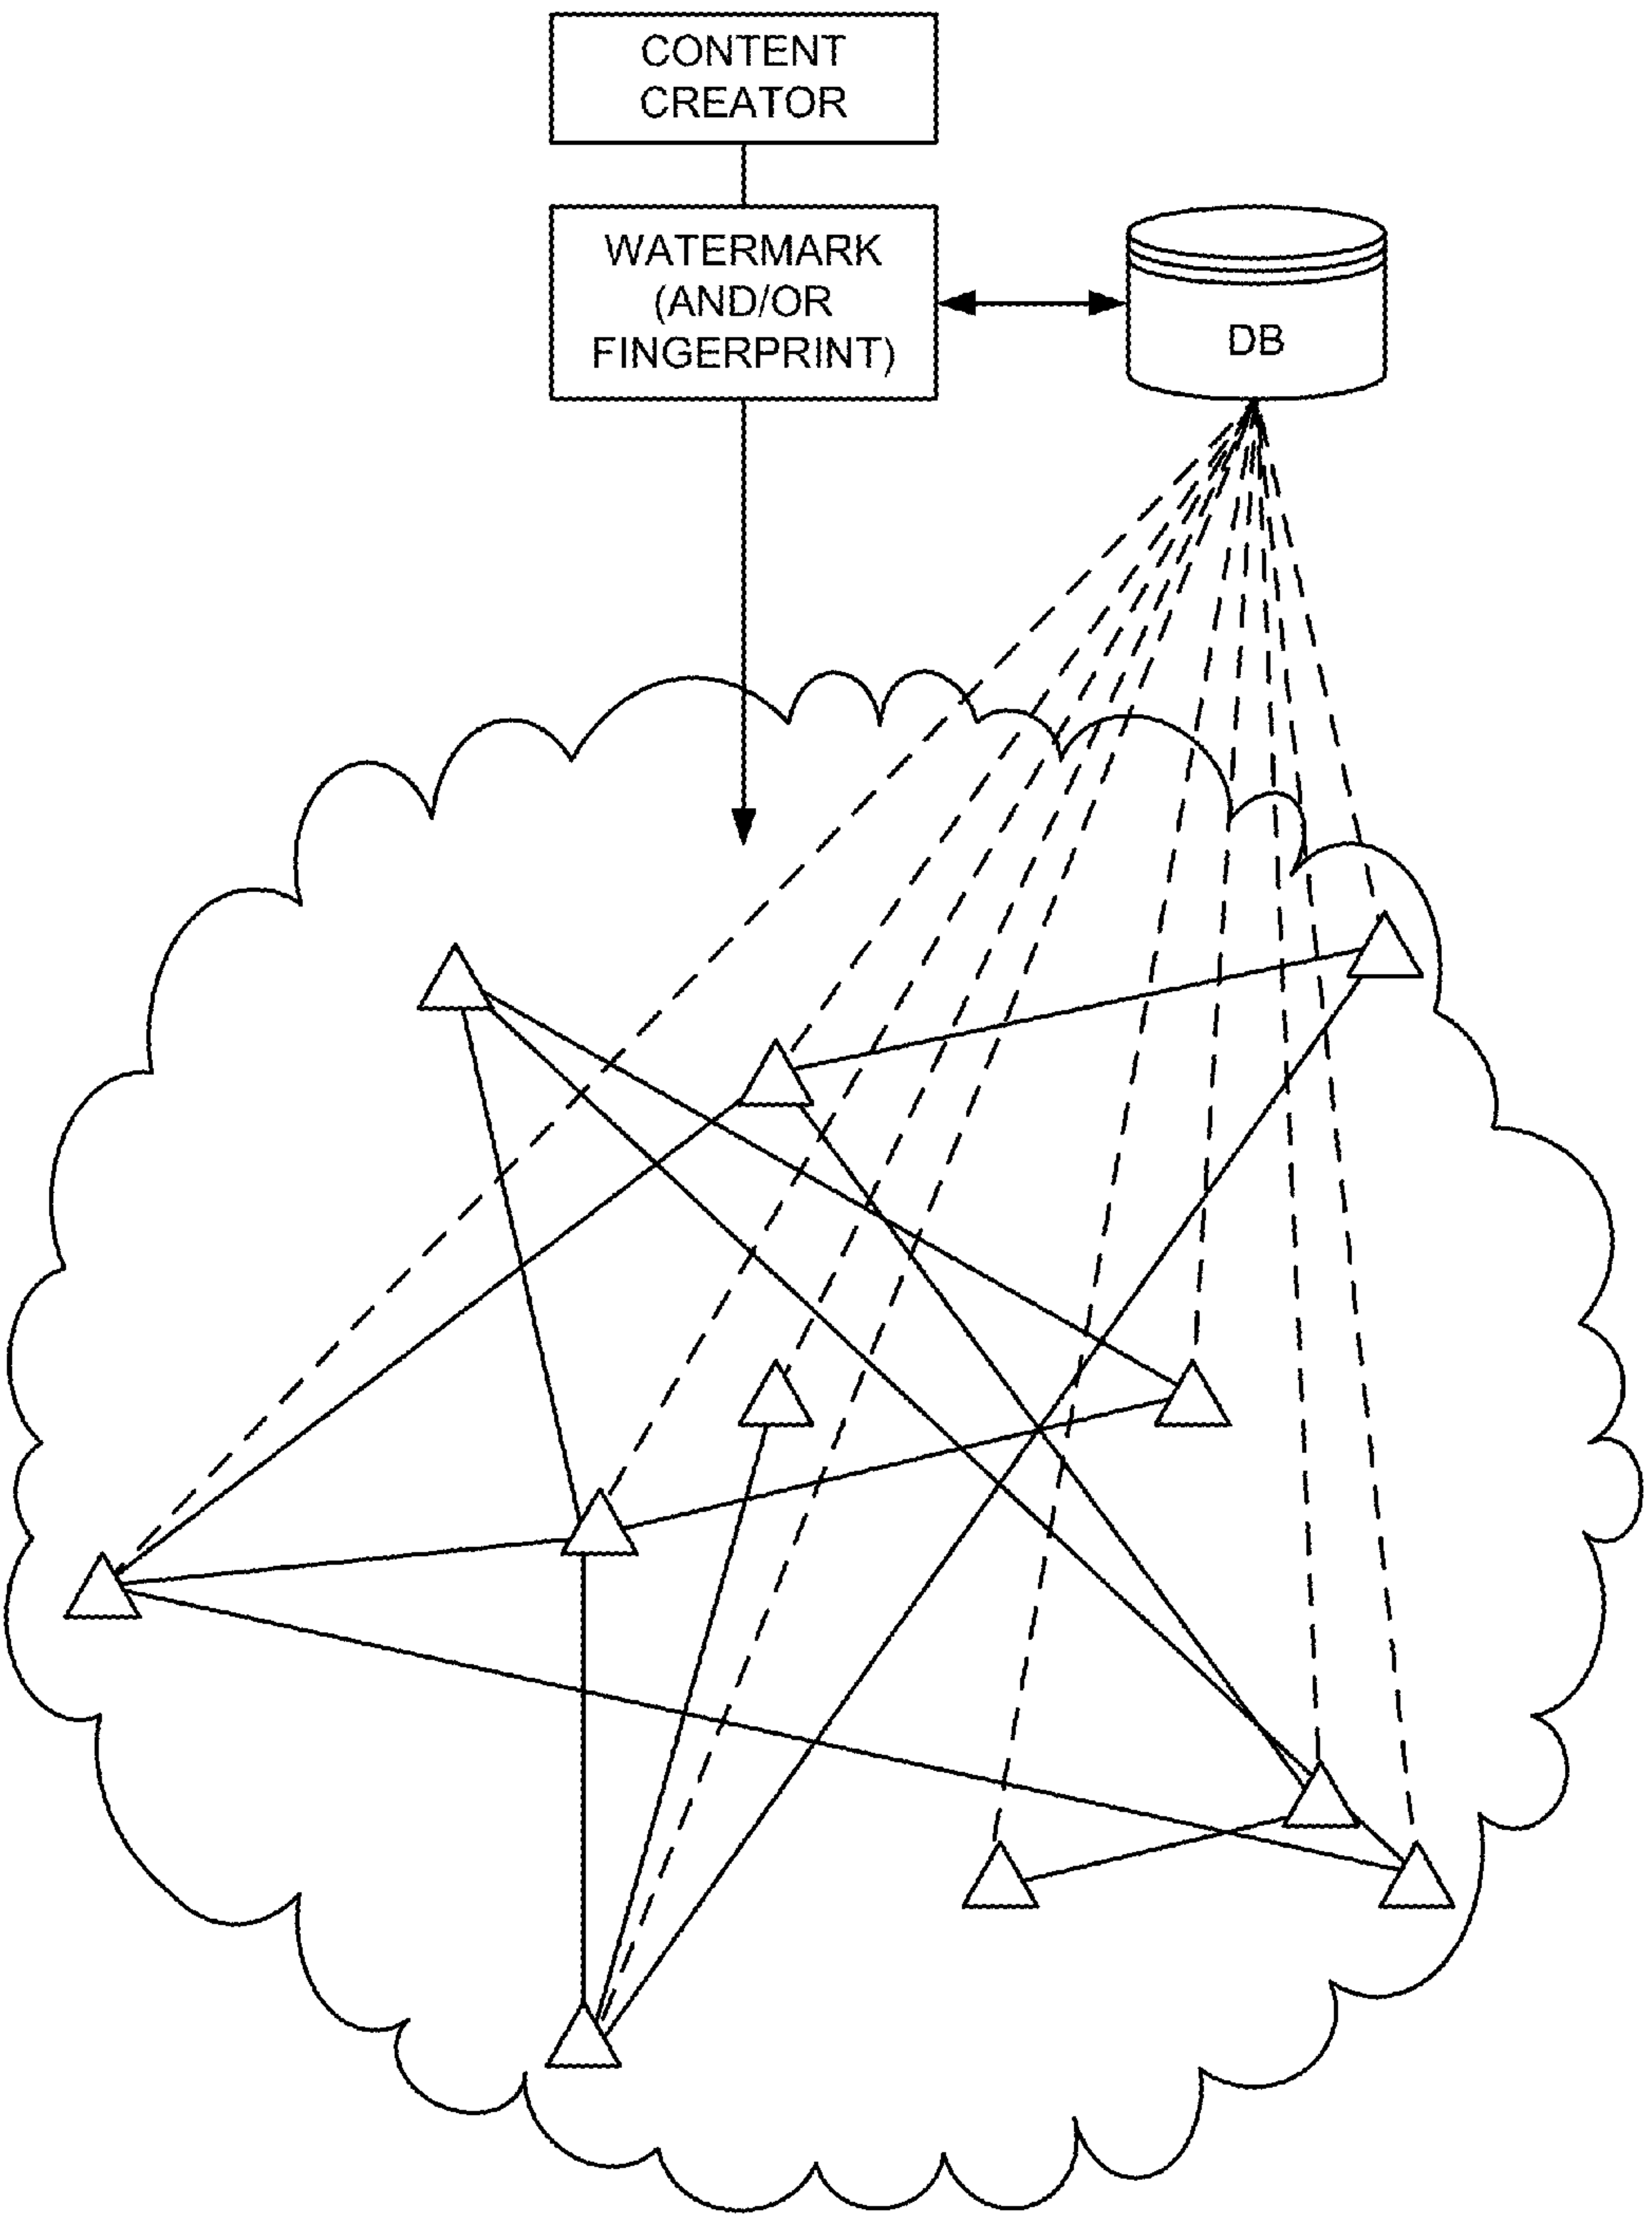 CONTENT
CREATOR
WATERMARK
(AND/OR
FINGERPRINT)
DB